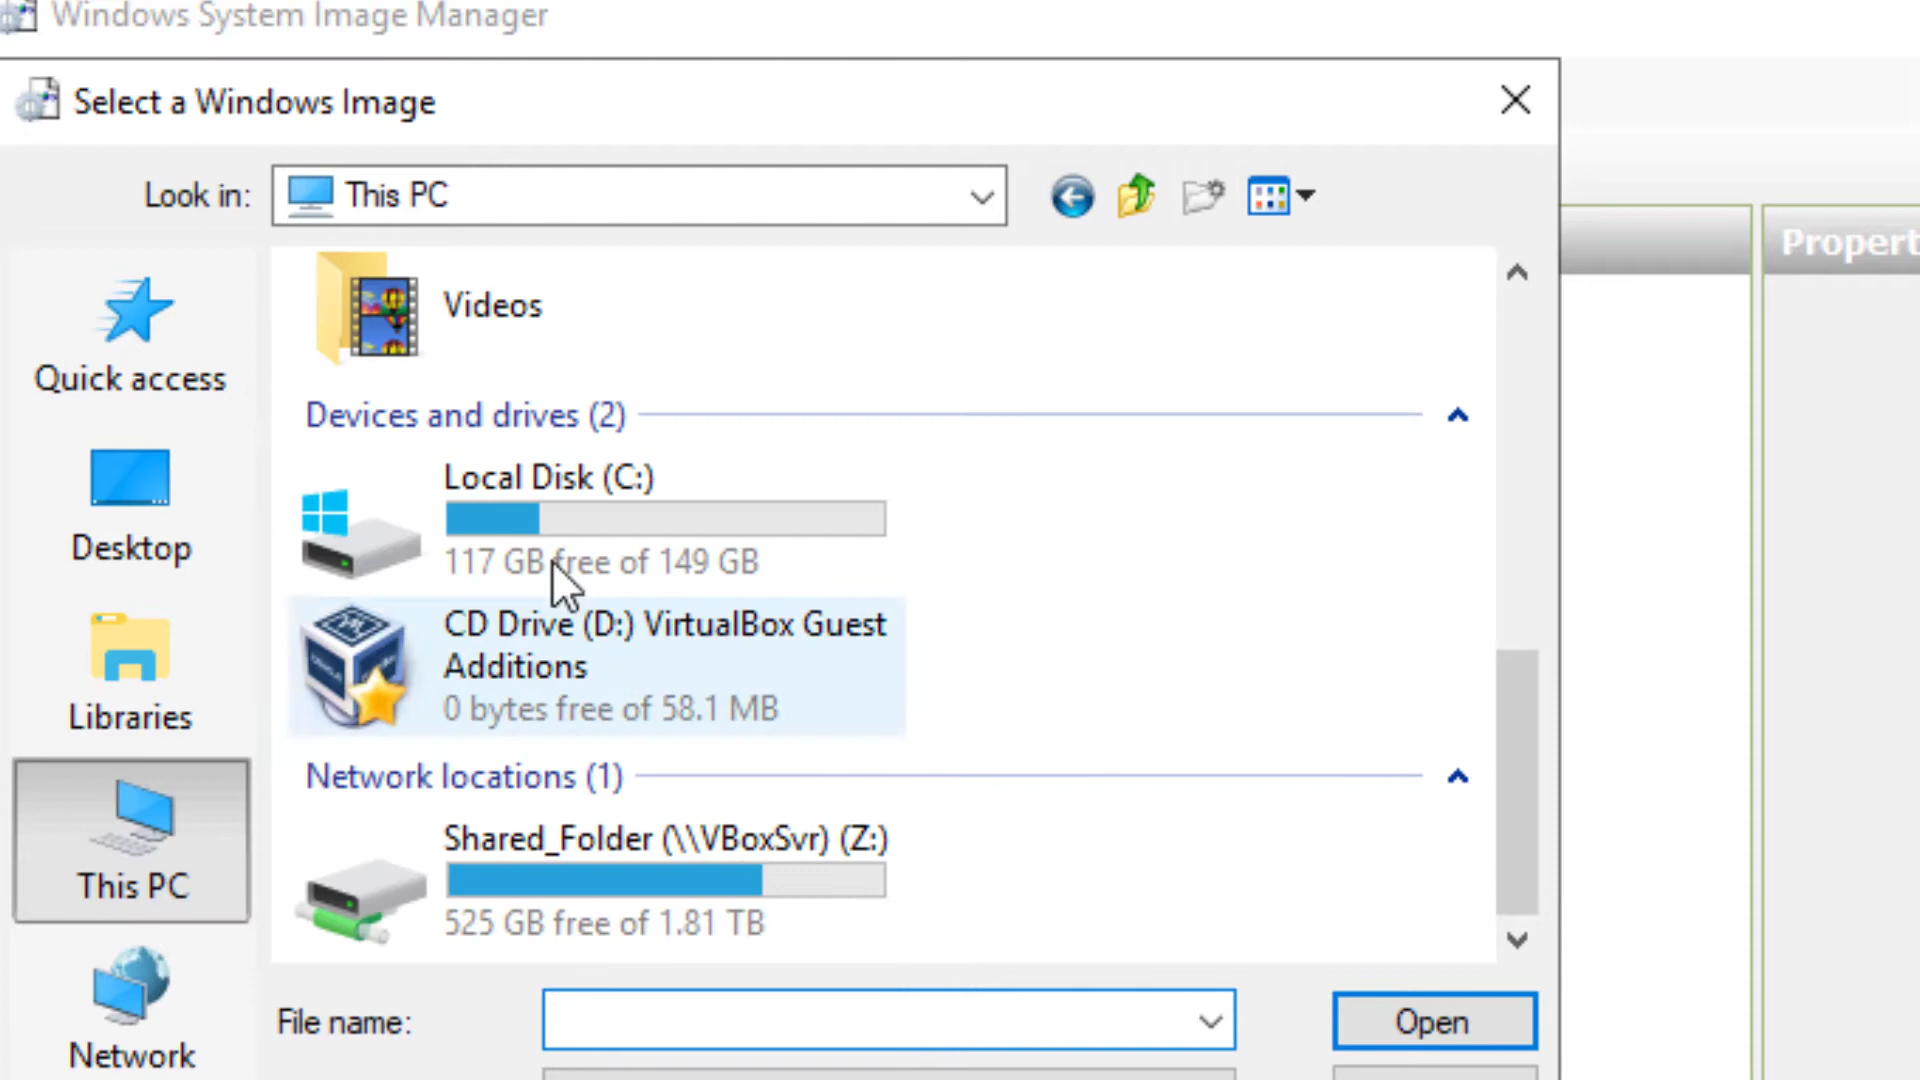 Windows System Image Manager
Select a Windows Image
Look in:
This PC
Propert
Videos
Quick access
Devices and drives (2)
Local Disk (C:)
117 GB free of 149 GB
Desktop
CD Drive (D:) VirtualBox Guest
Additions
0 bytes free of 58.1 MB
Libraries
Network locations (1)
Shared_Folder (\\VBoxSvr) (Z:)
525 GB free of 1.81 TB
This PC
File name:
Open
Network